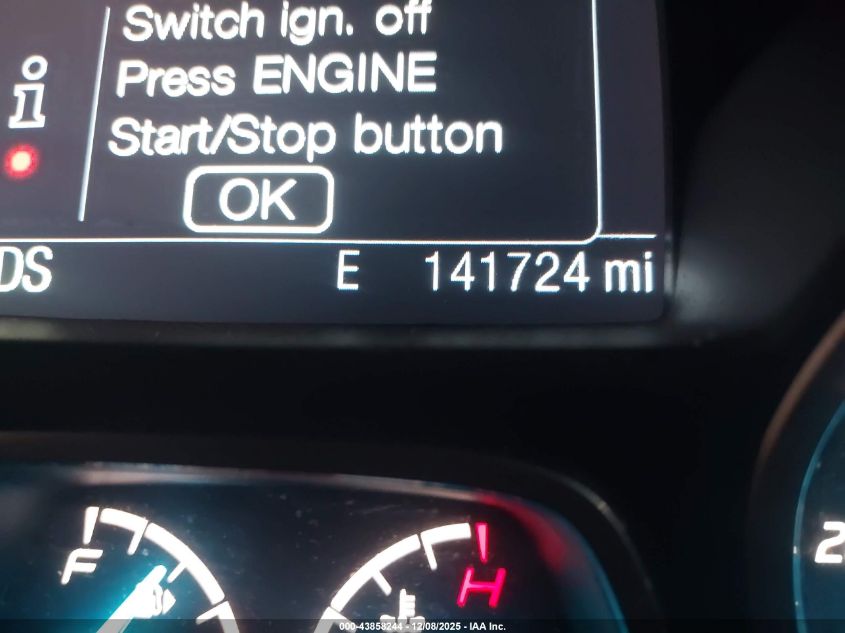 Switch ign. off
Press ENGINE
Start/Stop button
OK
DS E 141724 mi
F H
2
000-43858244 - 12/08/2025 - IAA Inc.